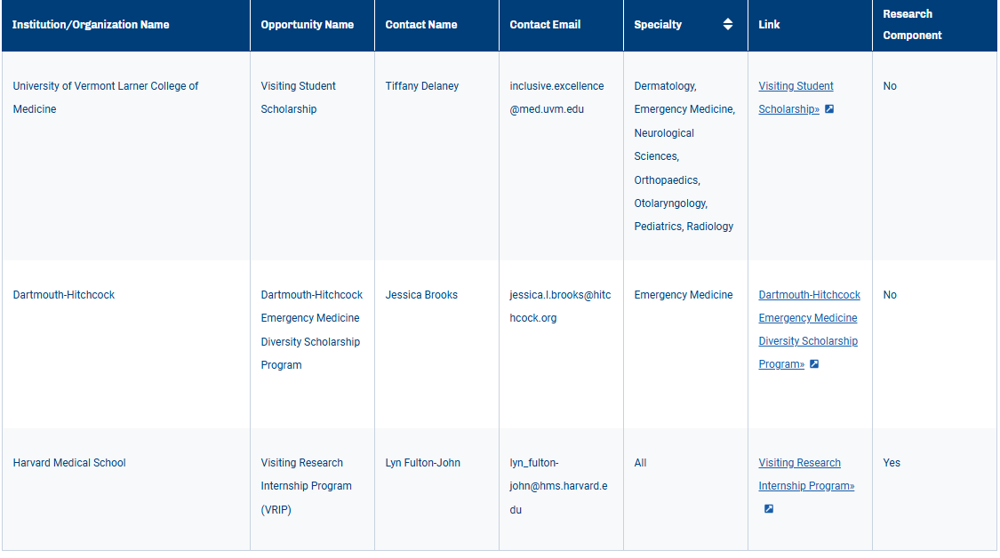 Institution/Organization Name
Opportunity Name
Contact Name
Contact Email
Specialty
Link
Research
Component
University of Vermont Larner College of
Medicine
Visiting Student
Scholarship
Tiffany Delaney
inclusive.excellence
@med.uvm.edu
Dermatology,
Emergency Medicine,
Neurological
Sciences,
Orthopaedics,
Otolaryngology,
Pediatrics, Radiology
Visiting Student
Scholarship»
No
Dartmouth-Hitchcock
Dartmouth-Hitchcock
Emergency Medicine
Diversity Scholarship
Program
Jessica Brooks
jessica.l.brooks@hitc
hcock.org
Emergency Medicine
Dartmouth-Hitchcock
Emergency Medicine
Diversity Scholarship
Program»
No
Harvard Medical School
Visiting Research
Internship Program
(VRIP)
Lyn Fulton-John
lyn_fulton-
john@hms.harvard.e
du
All
Visiting Research
Internship Program»
Yes